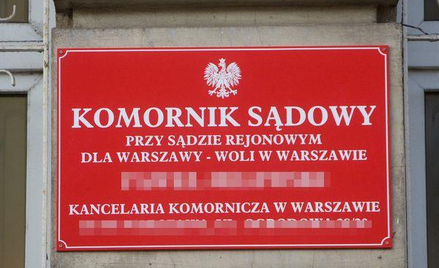 KOMORNIK SĄDOWY
PRZY SĄDZIE REJONOWYM
DLA WARSZAWY - WOLI W WARSZAWIE
KANCELARIA KOMORNICZA W WARSZAWIE